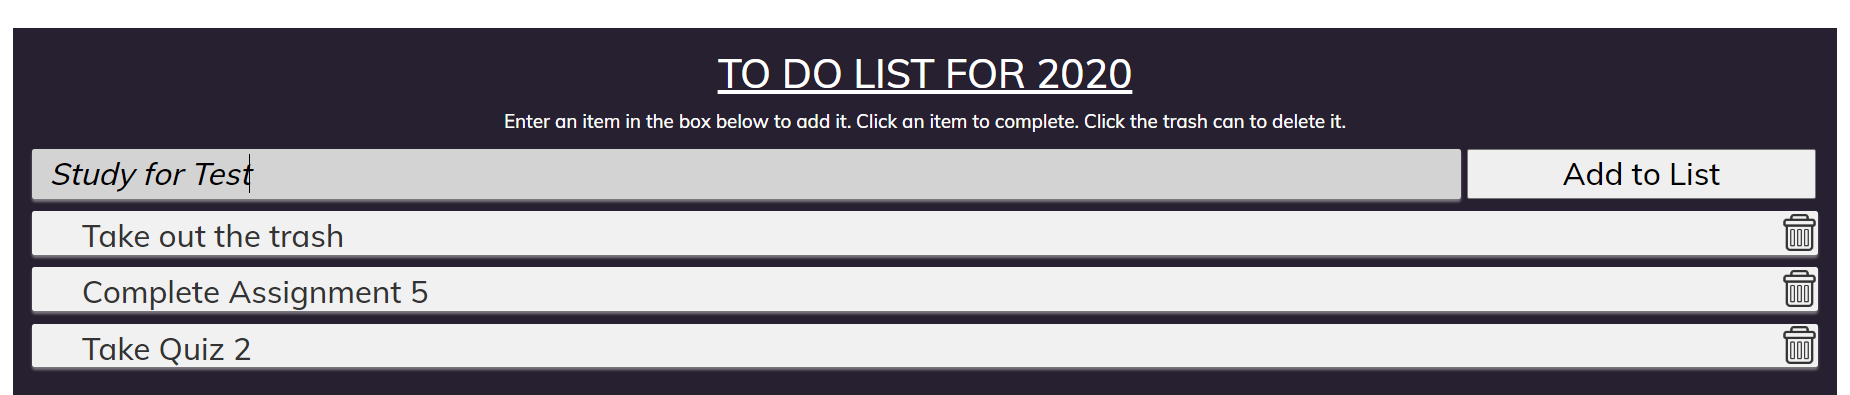 TO DO LIST FOR 2020
Enter an item in the box below to add it. Click an item to complete. Click the trash can to delete it.
Study for Test
Add to List
Take out the trash
Complete Assignment 5
Take Quiz 2